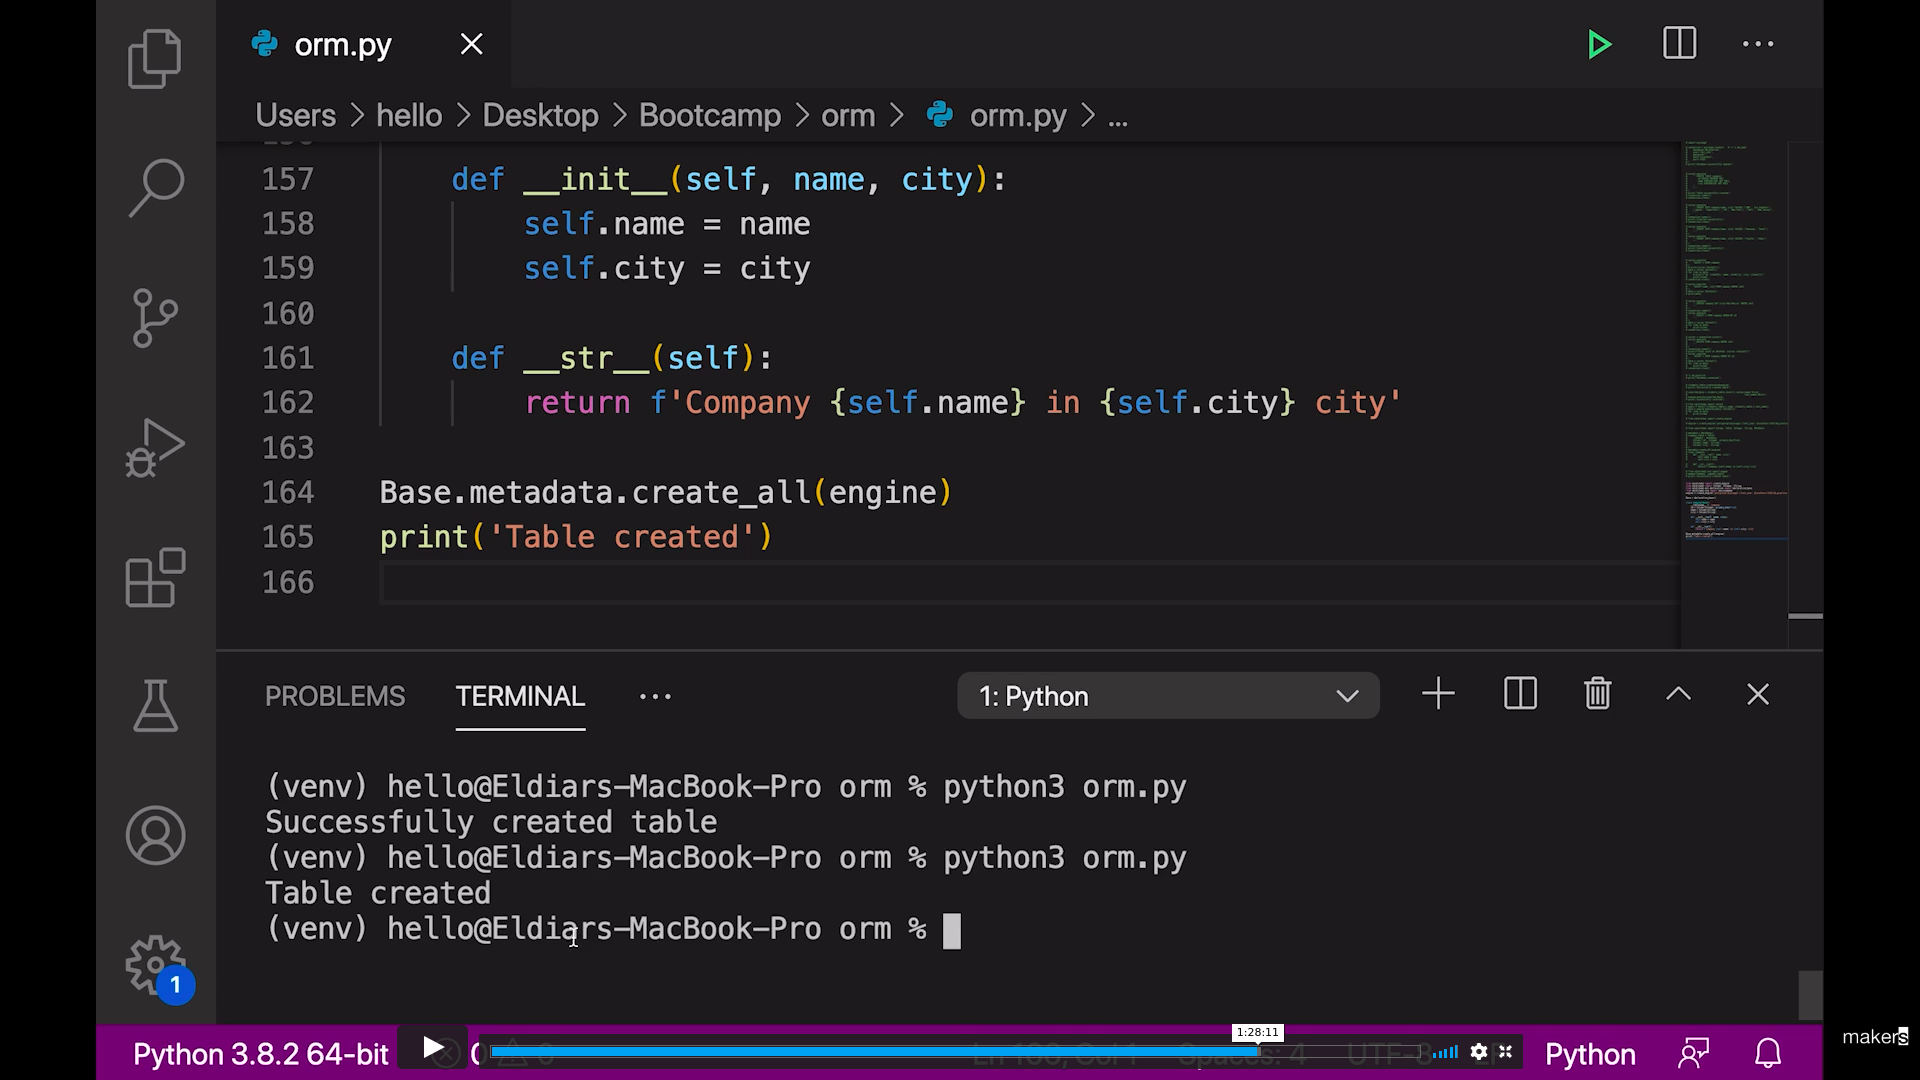 orm.py
Users > hello > Desktop > Bootcamp > orm > orm.py > ...
157 def __init__(self, name, city):
158 self.name = name
159 self.city = city
160
161 def __str__(self):
162 return f'Company {self.name} in {self.city} city'
163
164 Base.metadata.create_all(engine)
165 print('Table created')
166
PROBLEMS TERMINAL ... 1: Python
(venv) hello@Eldiars-MacBook-Pro orm % python3 orm.py
Successfully created table
(venv) hello@Eldiars-MacBook-Pro orm % python3 orm.py
Table created
(venv) hello@Eldiars-MacBook-Pro orm %
1
1:28:11
makers
Python 3.8.2 64-bit 0 Python